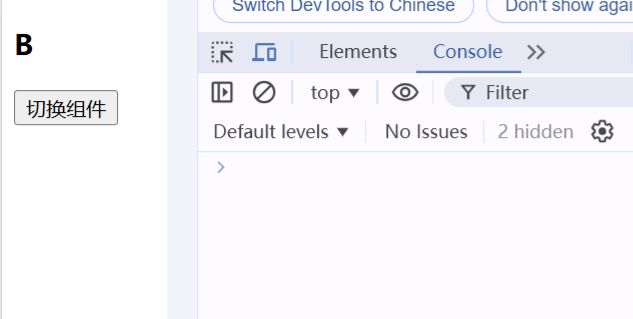 Switch DevTools to Chinese Don't show agai
B
Elements Console
切换组件
top Filter
Default levels No Issues 2 hidden